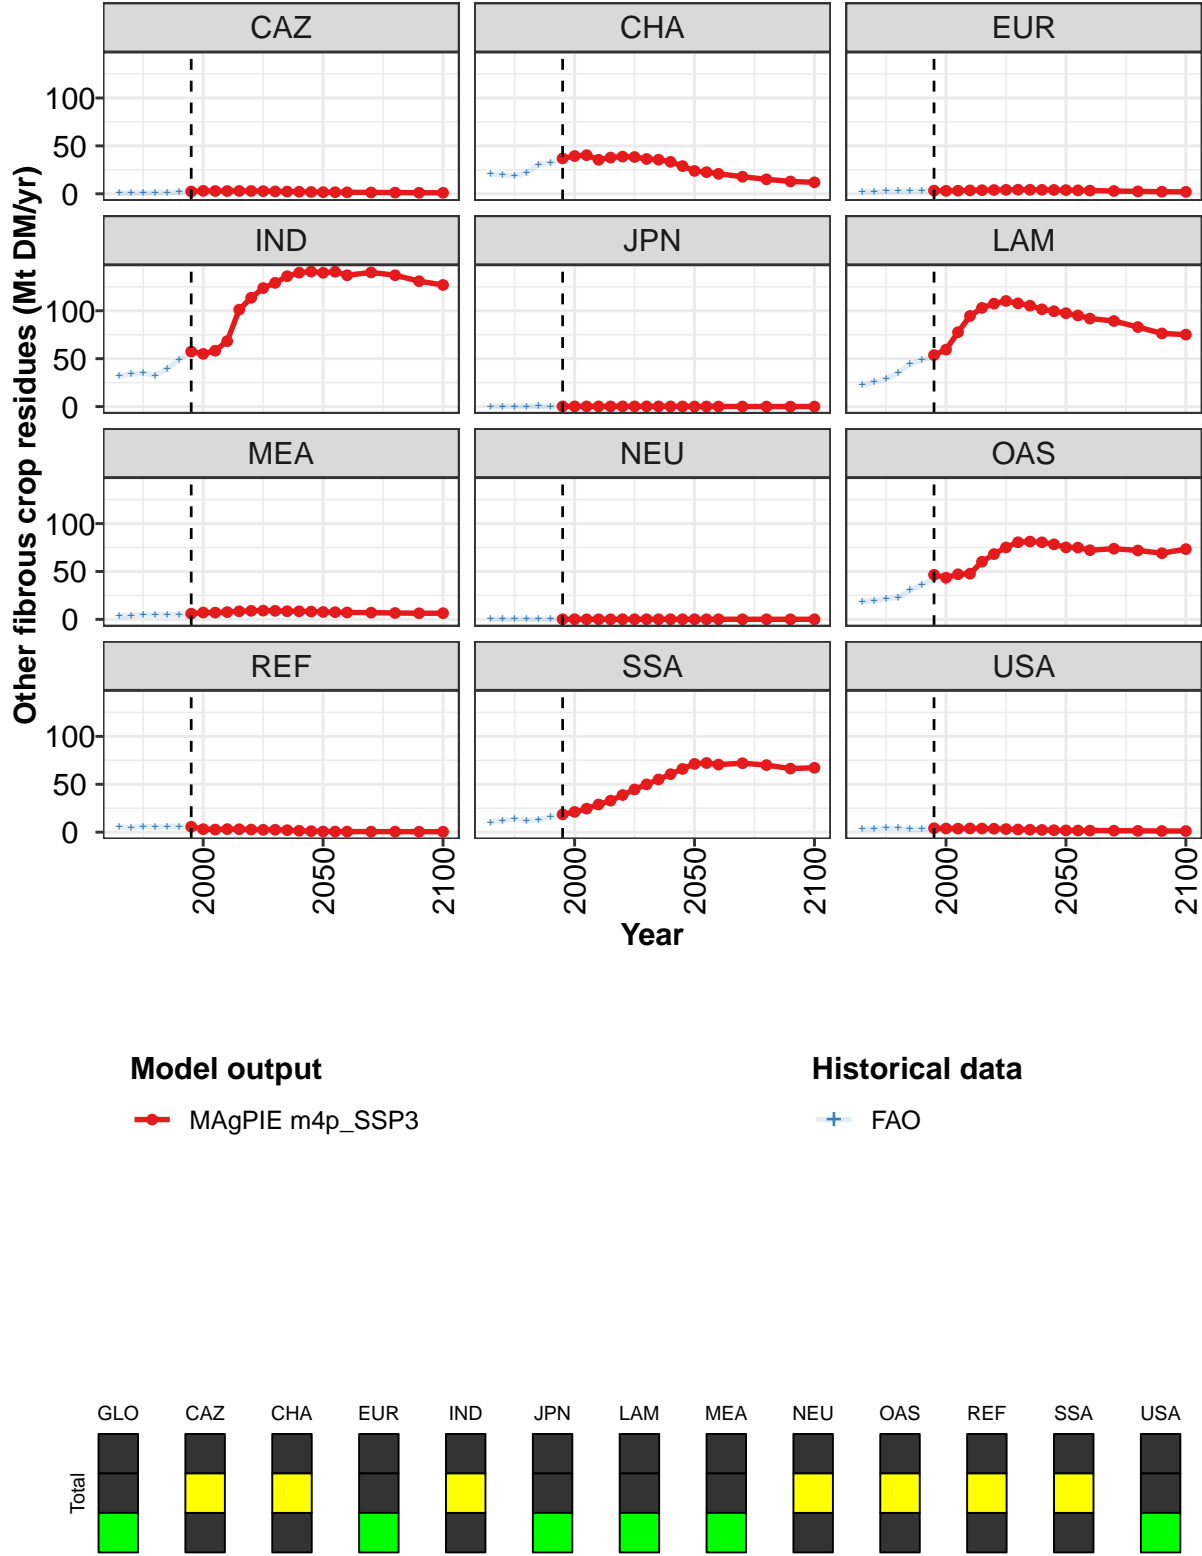 CAZ CHA EUR
100
50
0
IND JPN LAM
100
50
0
MEA NEU OAS
100
50
0
REF SSA USA
100
50
0
Other fibrous crop residues (Mt DM/yr)
2000 2050 2100 2000 2050 2100 2000 2050 2100
Year
Model output Historical data
MAgPIE m4p_SSP3 FAO
GLO CAZ CHA EUR IND JPN LAM MEA NEU OAS REF SSA USA
Total